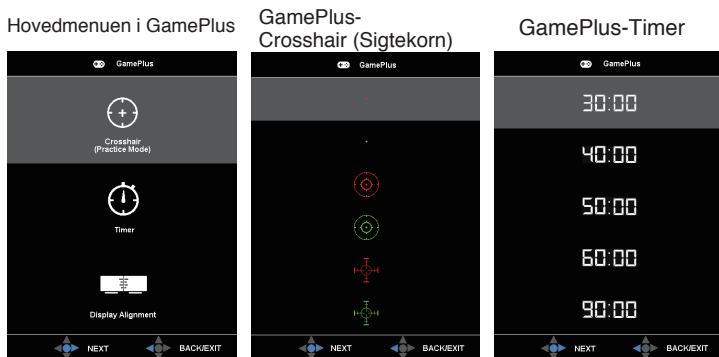 Hovedmenuen i GamePlus
GamePlus
Crosshair
(Practice Mode)
Timer
Display Alignment
NEXT BACK/EXIT
GamePlus-
Crosshair (Sigtekorn)
GamePlus
NEXT BACK/EXIT
GamePlus-Timer
GamePlus
30:00
40:00
50:00
60:00
90:00
NEXT BACK/EXIT